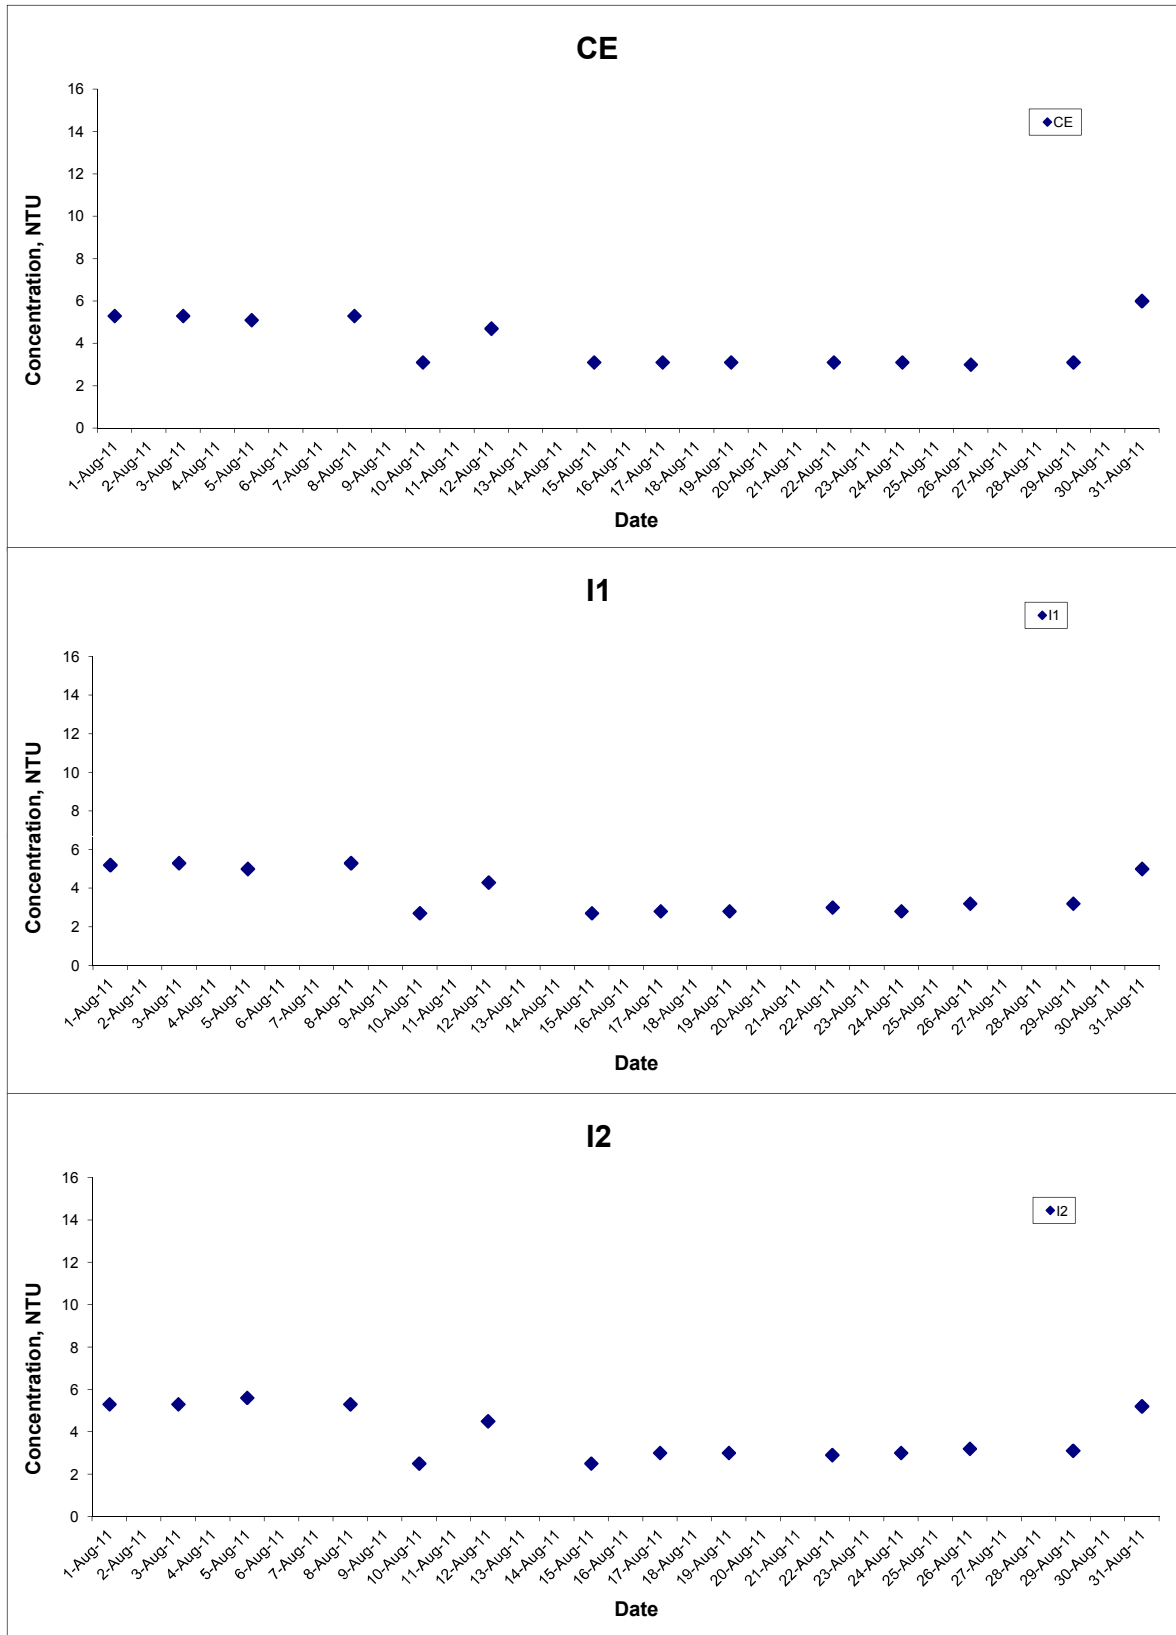 CE
16
14
12
10
8
6
4
2
0
Concentration, NTU
CE
1-Aug-11
2-Aug-11
3-Aug-11
4-Aug-11
5-Aug-11
6-Aug-11
7-Aug-11
8-Aug-11
9-Aug-11
10-Aug-11
11-Aug-11
12-Aug-11
13-Aug-11
14-Aug-11
15-Aug-11
16-Aug-11
17-Aug-11
18-Aug-11
19-Aug-11
20-Aug-11
21-Aug-11
22-Aug-11
23-Aug-11
24-Aug-11
25-Aug-11
26-Aug-11
27-Aug-11
28-Aug-11
29-Aug-11
30-Aug-11
31-Aug-11
Date
I1
I1
16
14
12
10
8
6
4
2
0
Concentration, NTU
1-Aug-11
2-Aug-11
3-Aug-11
4-Aug-11
5-Aug-11
6-Aug-11
7-Aug-11
8-Aug-11
9-Aug-11
10-Aug-11
11-Aug-11
12-Aug-11
13-Aug-11
14-Aug-11
15-Aug-11
16-Aug-11
17-Aug-11
18-Aug-11
19-Aug-11
20-Aug-11
21-Aug-11
22-Aug-11
23-Aug-11
24-Aug-11
25-Aug-11
26-Aug-11
27-Aug-11
28-Aug-11
29-Aug-11
30-Aug-11
31-Aug-11
Date
I2
16
14
12
10
8
6
4
2
0
Concentration, NTU
I2
1-Aug-11
2-Aug-11
3-Aug-11
4-Aug-11
5-Aug-11
6-Aug-11
7-Aug-11
8-Aug-11
9-Aug-11
10-Aug-11
11-Aug-11
12-Aug-11
13-Aug-11
14-Aug-11
15-Aug-11
16-Aug-11
17-Aug-11
18-Aug-11
19-Aug-11
20-Aug-11
21-Aug-11
22-Aug-11
23-Aug-11
24-Aug-11
25-Aug-11
26-Aug-11
27-Aug-11
28-Aug-11
29-Aug-11
30-Aug-11
31-Aug-11
Date